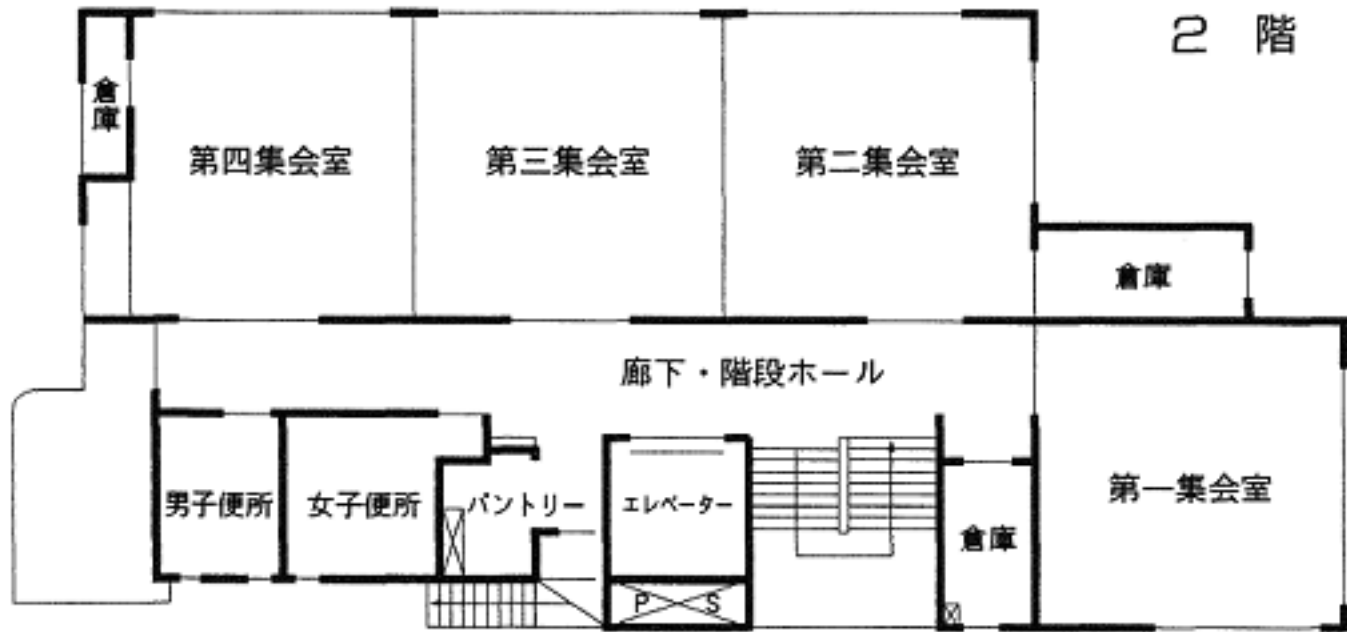 2 階
倉庫
第四集会室
第三集会室
第二集会室
倉庫
廊下・階段ホール
男子便所
女子便所
パントリー
エレベーター
倉庫
第一集会室
P S